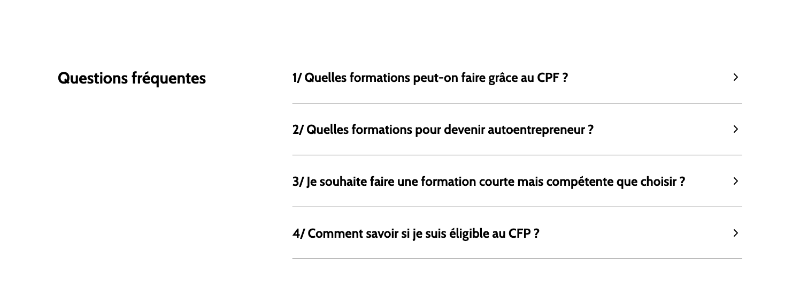 Questions fréquentes
1/ Quelles formations peut-on faire grâce au CPF ?
2/ Quelles formations pour devenir autoentrepreneur ?
3/ Je souhaite faire une formation courte mais compétente que choisir ?
4/ Comment savoir si je suis éligible au CFP ?